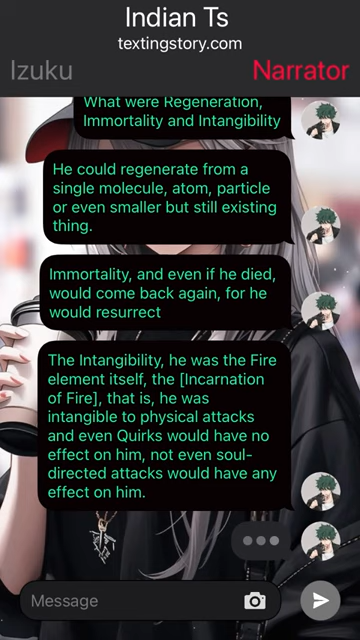 Indian Ts
textingstory.com
Izuku
Narrator
What were Regeneration,
Immortality and Intangibility
He could regenerate from a
single molecule, atom, particle
or even smaller but still existing
thing.
Immortality, and even if he died,
would come back again, for he
would resurrect
The Intangibility, he was the Fire
element itself, the [Incarnation
of Fire], that is, he was
intangible to physical attacks
and even Quirks would have no
effect on him, not even soul-
directed attacks would have any
effect on him.
Message